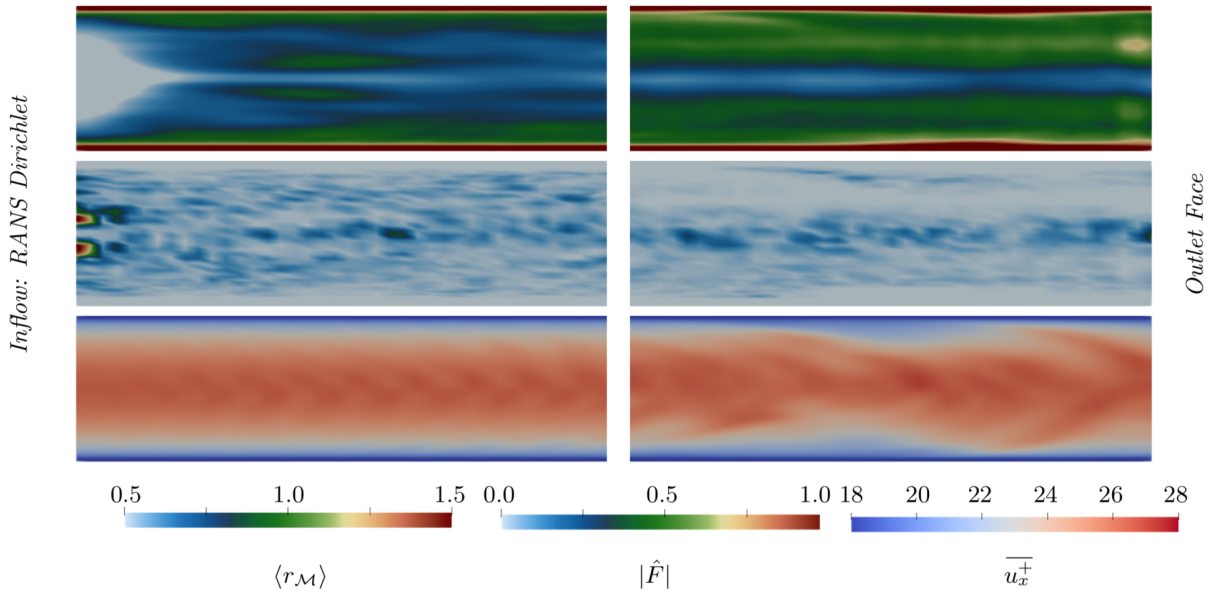 Inflow: RANS Dirichlet
Outlet Face
0.5 1.0 1.5 0.0 0.5 1.0 18 20 22 24 26 28
⟨r_ℳ⟩ |F̂| \overline{u_x^+}